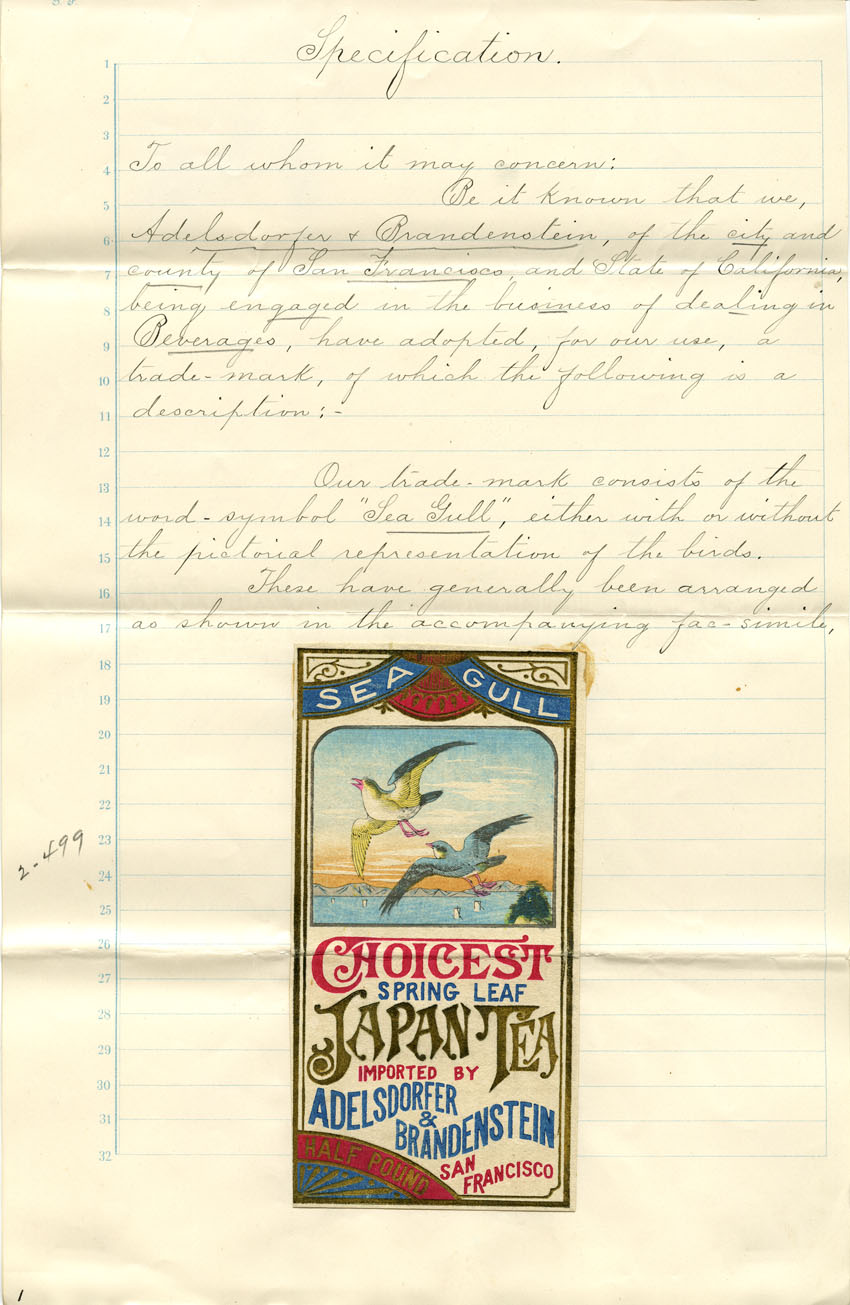 Specification.
1
2
3
4
To all whom it may concern:
5
Be it known that we,
6
Adelsdorfer & Brandenstein, of the city and
7
county of San Francisco, and State of California,
8
being engaged in the business of dealing in
9
Beverages, have adopted, for our use, a
10
trade-mark, of which the following is a
11
description:-
12
13
Our trade-mark consists of the
14
word-symbol "Sea Gull", either with or without
15
the pictorial representation of the birds.
16
These have generally been arranged
17
as shown in the accompanying fac-simile,
18
19
20
21
22
23
24
25
26
27
28
29
30
31
32
2-499
SEA GULL
CHOICEST
SPRING LEAF
JAPAN TEA
IMPORTED BY
ADELSDORFER
&
BRANDENSTEIN
SAN
FRANCISCO
HALF POUND
1